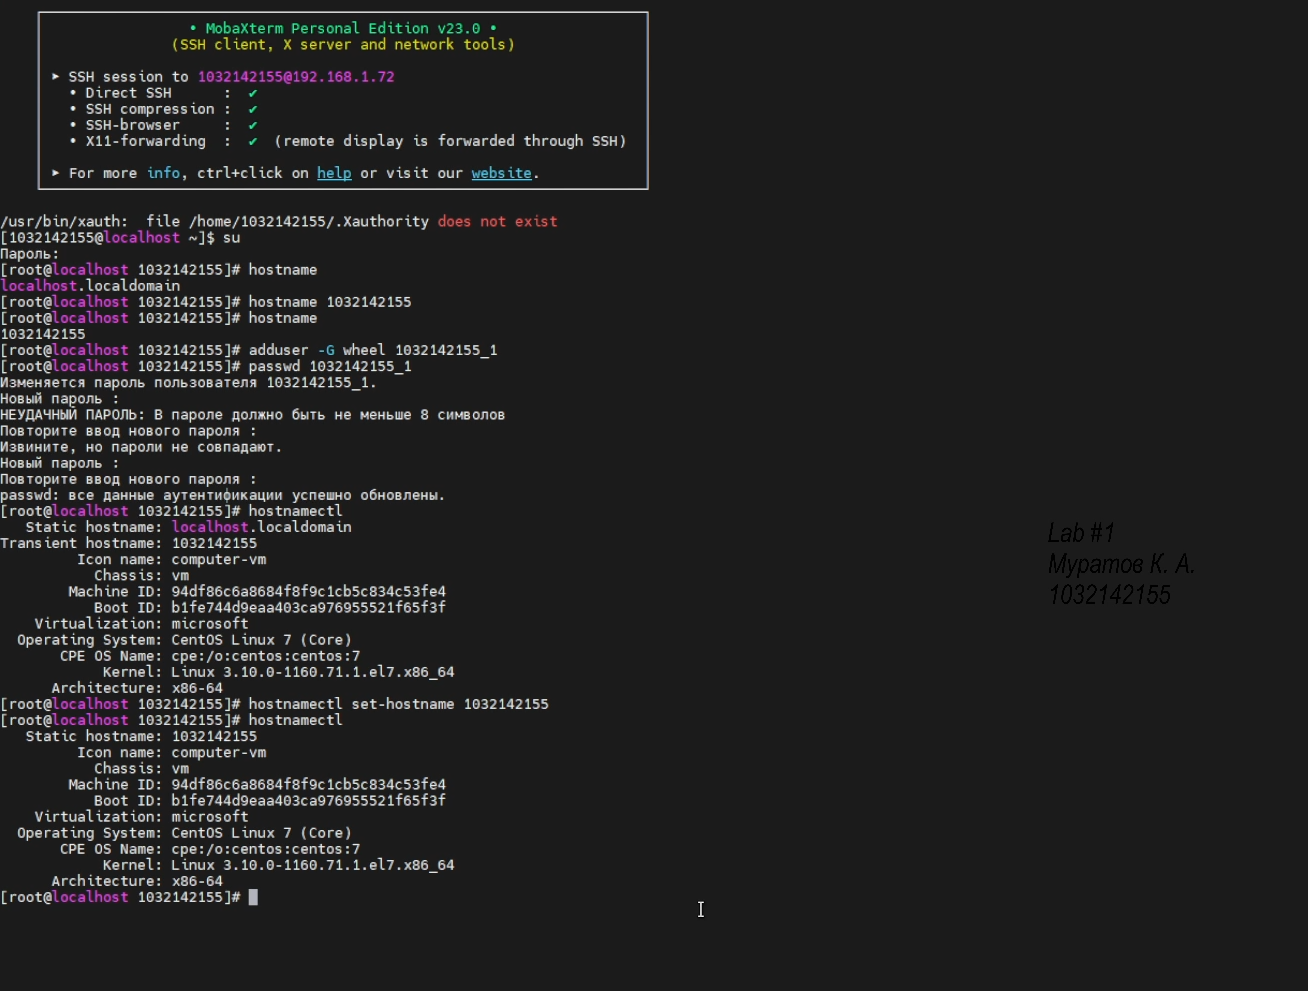 • MobaXterm Personal Edition v23.0 •
(SSH client, X server and network tools)
► SSH session to 1032142155@192.168.1.72
• Direct SSH : ✔
• SSH compression : ✔
• SSH-browser : ✔
• X11-forwarding : ✔ (remote display is forwarded through SSH)
► For more info, ctrl+click on help or visit our website.
/usr/bin/xauth:  file /home/1032142155/.Xauthority does not exist
[1032142155@localhost ~]$ su
Пароль:
[root@localhost 1032142155]# hostname
localhost.localdomain
[root@localhost 1032142155]# hostname 1032142155
[root@localhost 1032142155]# hostname
1032142155
[root@localhost 1032142155]# adduser -G wheel 1032142155_1
[root@localhost 1032142155]# passwd 1032142155_1
Изменяется пароль пользователя 1032142155_1.
Новый пароль :
НЕУДАЧНЫЙ ПАРОЛЬ: В пароле должно быть не меньше 8 символов
Повторите ввод нового пароля :
Извините, но пароли не совпадают.
Новый пароль :
Повторите ввод нового пароля :
passwd: все данные аутентификации успешно обновлены.
[root@localhost 1032142155]# hostnamectl
Static hostname: localhost.localdomain
Transient hostname: 1032142155
Icon name: computer-vm
Chassis: vm
Machine ID: 94df86c6a8684f8f9c1cb5c834c53fe4
Boot ID: b1fe744d9eaa403ca976955521f65f3f
Virtualization: microsoft
Operating System: CentOS Linux 7 (Core)
CPE OS Name: cpe:/o:centos:centos:7
Kernel: Linux 3.10.0-1160.71.1.el7.x86_64
Architecture: x86-64
[root@localhost 1032142155]# hostnamectl set-hostname 1032142155
[root@localhost 1032142155]# hostnamectl
Static hostname: 1032142155
Icon name: computer-vm
Chassis: vm
Machine ID: 94df86c6a8684f8f9c1cb5c834c53fe4
Boot ID: b1fe744d9eaa403ca976955521f65f3f
Virtualization: microsoft
Operating System: CentOS Linux 7 (Core)
CPE OS Name: cpe:/o:centos:centos:7
Kernel: Linux 3.10.0-1160.71.1.el7.x86_64
Architecture: x86-64
[root@localhost 1032142155]#
Lab #1
Муратов К. А.
1032142155